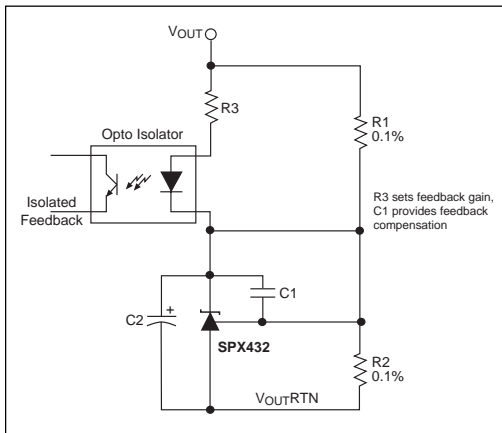 VOUT
R3
R1
0.1%
Opto Isolator
Isolated
Feedback
R3 sets feedback gain,
C1 provides feedback
compensation
C1
C2
+
SPX432
R2
0.1%
VOUTRTN